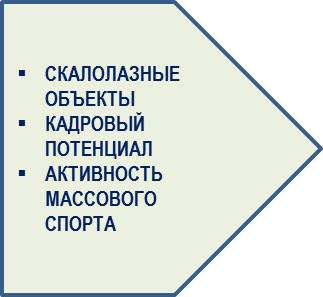 ▪ СКАЛОЛАЗНЫЕ
ОБЪЕКТЫ
▪ КАДРОВЫЙ
ПОТЕНЦИАЛ
▪ АКТИВНОСТЬ
МАССОВОГО
СПОРТА